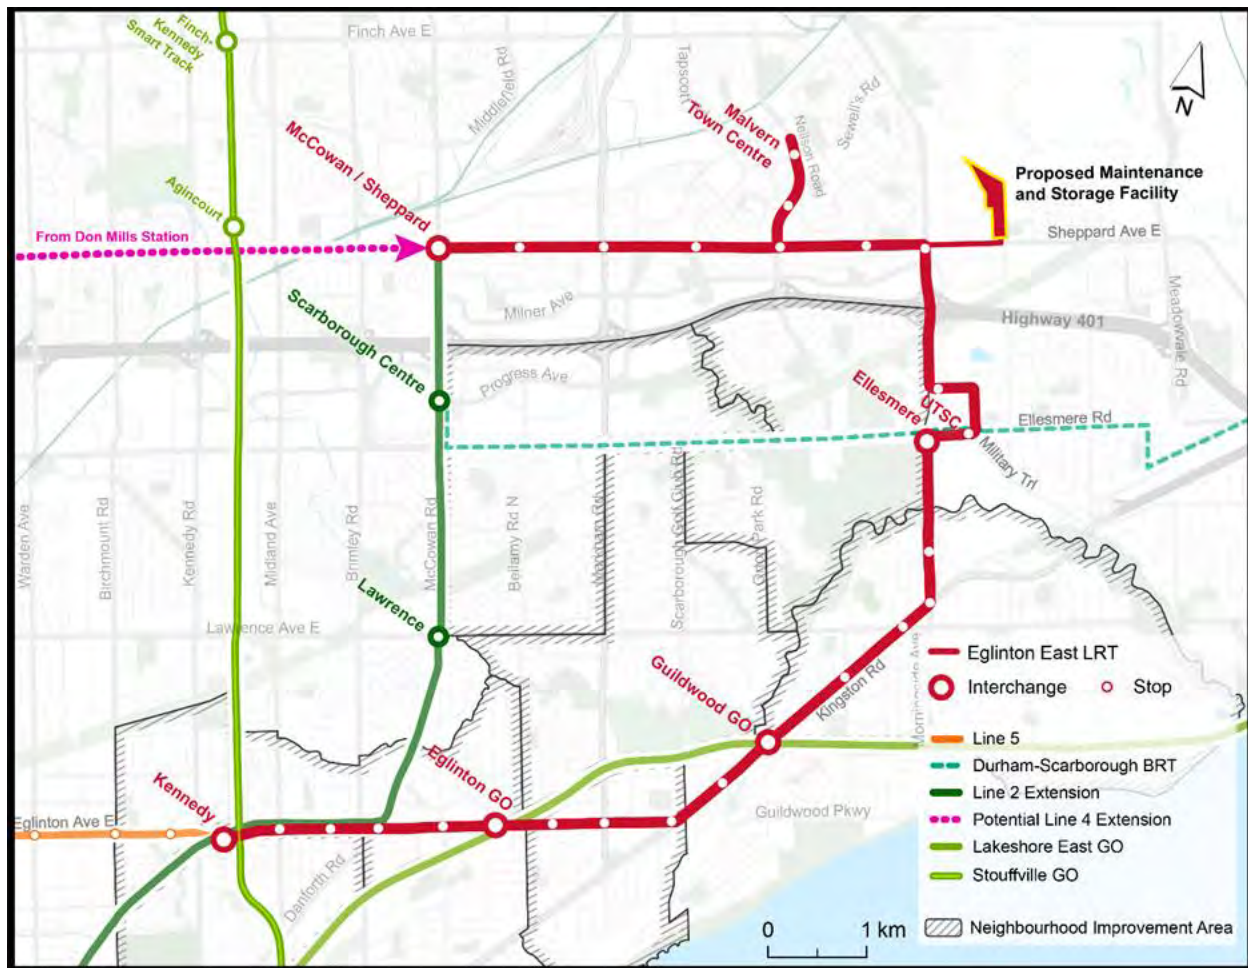 Finch-
Kennedy
Smart Track
Finch Ave E
Middlefield Rd
Tapscott
Sewell's Rd
Neilson Road
Malvern
Town Centre
N
McCowan / Sheppard
Agincourt
Proposed Maintenance
and Storage Facility
From Don Mills Station
Sheppard Ave E
Meadowvale Rd
Scarborough Centre
Milner Ave
Highway 401
Progress Ave
Ellesmere
UTSC
Ellesmere Rd
Military Trl
Warden Ave
Birchmount Rd
Kennedy Rd
Midland Ave
Brimley Rd
McCowan Rd
Bellamy Rd N
Markham Rd
Scarborough Golf Club Rd
Orton Park Rd
Lawrence
Lawrence Ave E
Guildwood GO
Kingston Rd
Morningside Ave
Eglinton GO
Kennedy
Eglinton Ave E
Danforth Rd
Guildwood Pkwy
Eglinton East LRT
Interchange
Stop
Line 5
Durham-Scarborough BRT
Line 2 Extension
Potential Line 4 Extension
Lakeshore East GO
Stouffville GO
Neighbourhood Improvement Area
0
1 km